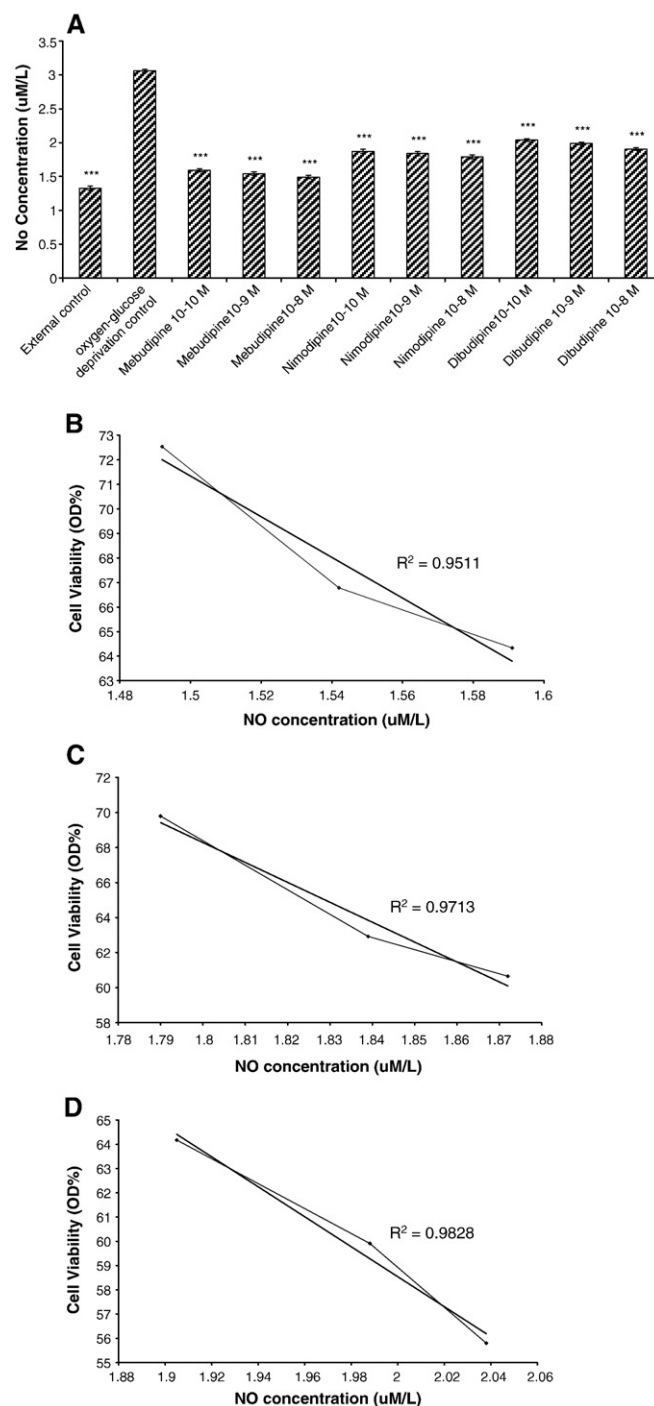 A
No Concentration (uM/L)
3.5
3
2.5
2
1.5
1
0.5
0
***
***
***
***
***
***
***
***
***
***
External control
oxygen-glucose
deprivation control
Mebudipine 10-10 M
Mebudipine10-9 M
Mebudipine10-8 M
Nimodipine10-10 M
Nimodipine 10-9 M
Nimodipine 10-8 M
Dibudipine10-10 M
Dibudipine 10-9 M
Dibudipine 10-8 M
B
Cell Viability (OD%)
73
72
71
70
69
68
67
66
65
64
63
R² = 0.9511
1.48 1.5 1.52 1.54 1.56 1.58 1.6
NO concentration (uM/L)
C
Cell Viability (OD%)
72
70
68
66
64
62
60
58
R² = 0.9713
1.78 1.79 1.8 1.81 1.82 1.83 1.84 1.85 1.86 1.87 1.88
NO concentration (uM/L)
D
Cell Viability (OD%)
65
64
63
62
61
60
59
58
57
56
55
R² = 0.9828
1.88 1.9 1.92 1.94 1.96 1.98 2 2.02 2.04 2.06
NO concentration (uM/L)